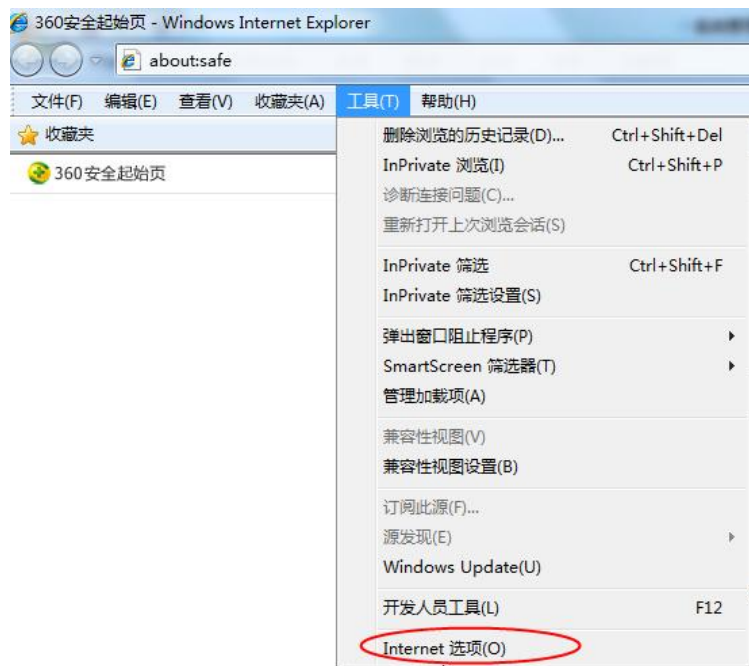 360安全起始页 - Windows Internet Explorer
about:safe
文件(F) 编辑(E) 查看(V) 收藏夹(A) 工具(T) 帮助(H)
收藏夹
360安全起始页
删除浏览的历史记录(D)... Ctrl+Shift+Del
InPrivate 浏览(I) Ctrl+Shift+P
诊断连接问题(C)...
重新打开上次浏览会话(S)
InPrivate 筛选 Ctrl+Shift+F
InPrivate 筛选设置(S)
弹出窗口阻止程序(P)
SmartScreen 筛选器(T)
管理加载项(A)
兼容性视图(V)
兼容性视图设置(B)
订阅此源(F)...
源发现(E)
Windows Update(U)
开发人员工具(L) F12
Internet 选项(O)